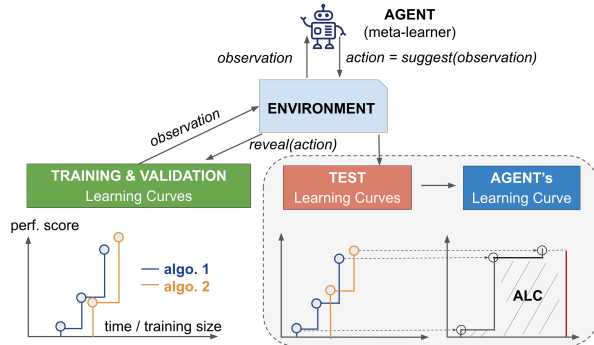 AGENT
(meta-learner)
observation
action = suggest(observation)
ENVIRONMENT
observation
reveal(action)
TRAINING & VALIDATION
Learning Curves
TEST
Learning Curves
AGENT's
Learning Curve
perf. score
algo. 1
algo. 2
time / training size
ALC